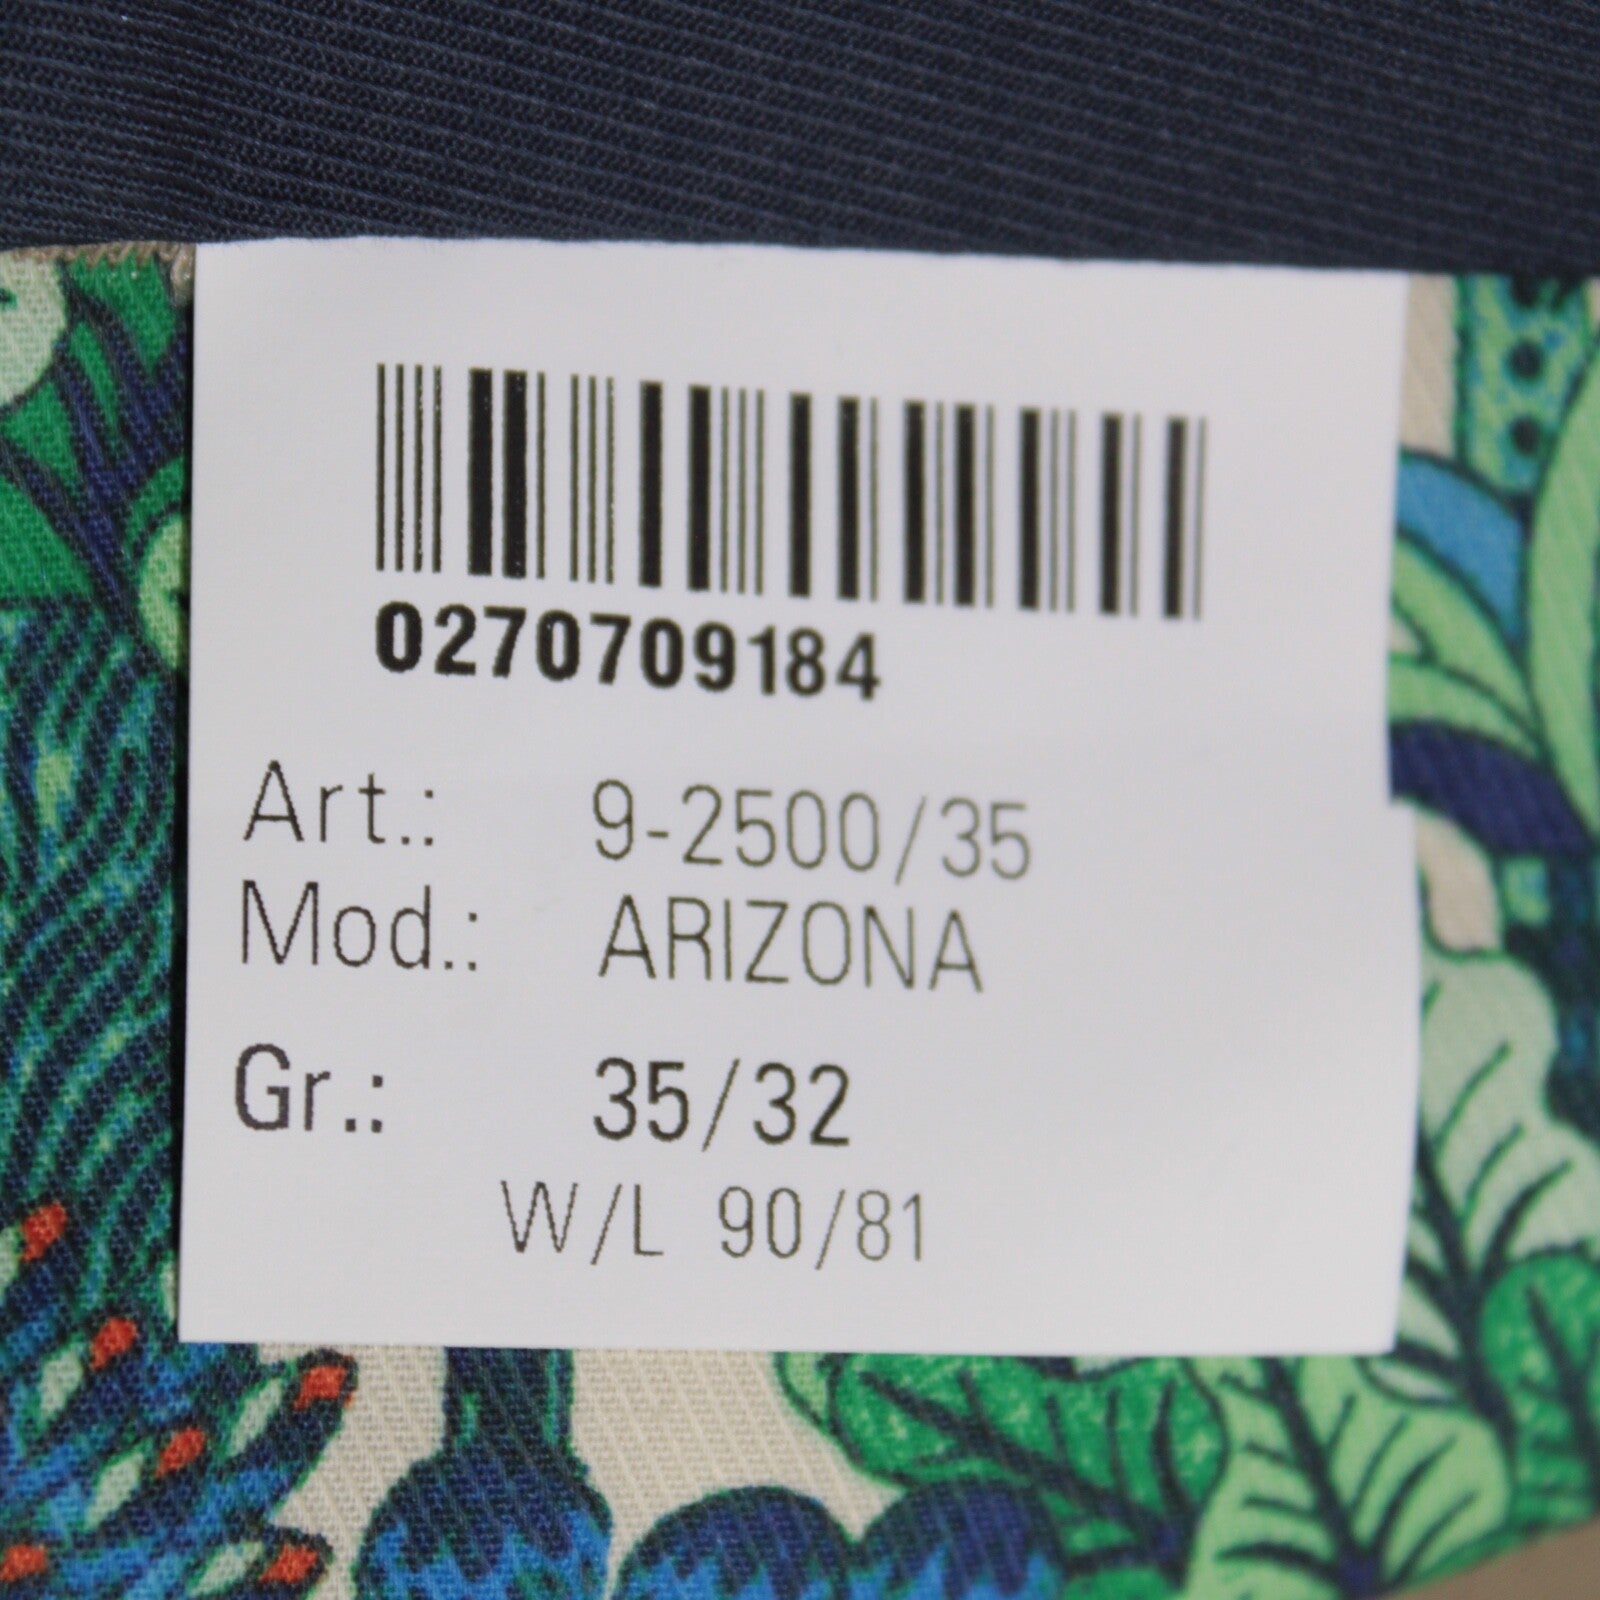 0270709184
Art.: 9-2500/35
Mod.: ARIZONA
Gr.: 35/32
W/L 90/81